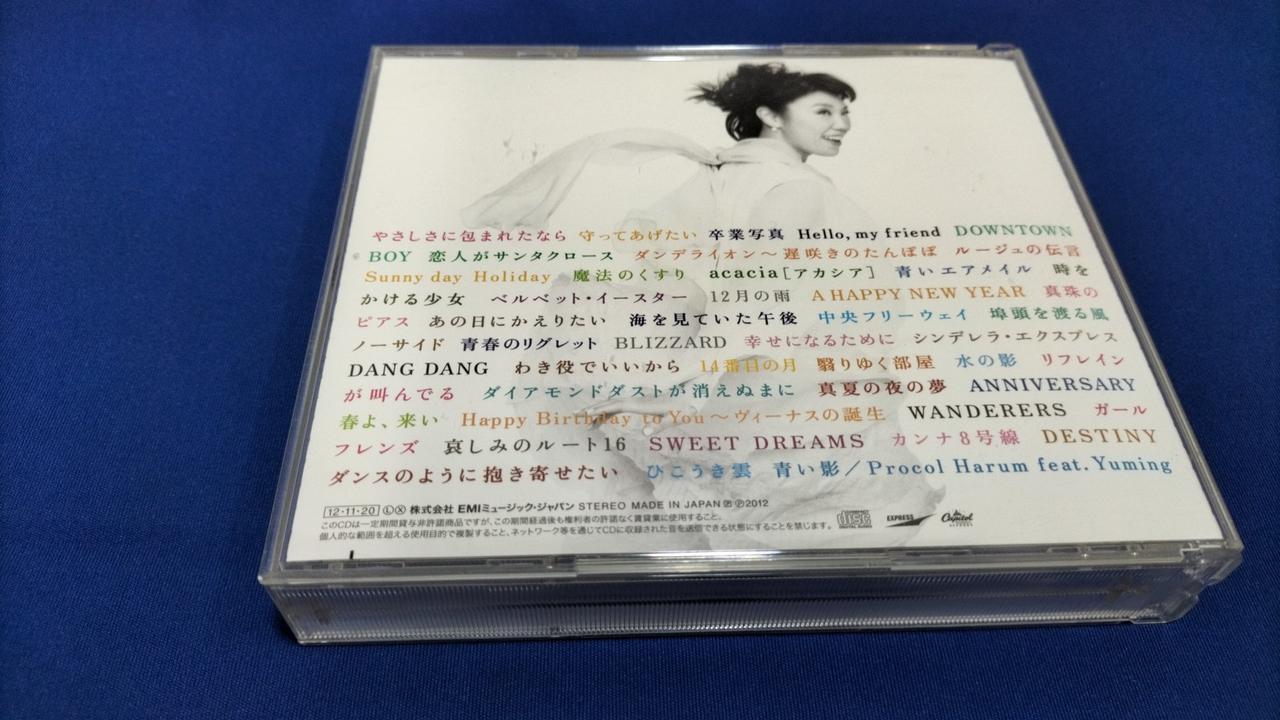 やさしさに包まれたなら 守ってあげたい 卒業写真 Hello, my friend DOWNTOWN
BOY 恋人がサンタクロース ダンデライオン〜遅咲きのたんぽぽ ルージュの伝言
Sunny day Holiday 魔法のくすり acacia[アカシア] 青いエアメイル 時を
かける少女 ベルベット・イースター 12月の雨 A HAPPY NEW YEAR 真珠の
ピアス あの日にかえりたい 海を見ていた午後 中央フリーウェイ 埠頭を渡る風
ノーサイド 青春のリグレット BLIZZARD 幸せになるために シンデレラ・エクスプレス
DANG DANG わき役でいいから 14番目の月 翳りゆく部屋 水の影 リフレイン
が叫んでる ダイアモンドダストが消えぬまに 真夏の夜の夢 ANNIVERSARY
春よ、来い Happy Birthday to You〜ヴィーナスの誕生 WANDERERS ガール
フレンズ 哀しみのルート16 SWEET DREAMS カンナ8号線 DESTINY
ダンスのように抱き寄せたい ひこうき雲 青い影／Procol Harum feat. Yuming
12・11・20 Ⓛ Ⓧ 株式会社 EMIミュージック・ジャパン STEREO MADE IN JAPAN Ⓟ Ⓟ2012
このCDは一定期間貸与非許諾商品ですが、この期間経過後も権利者の許諾なく賃貸業に使用すること、
個人的な範囲を超える使用目的で複製すること、ネットワーク等を通じてCDに収録された音を送信できる状態にすることを禁じます。
COMPACT disc DIGITAL AUDIO EXPRESS Capitol RECORDS